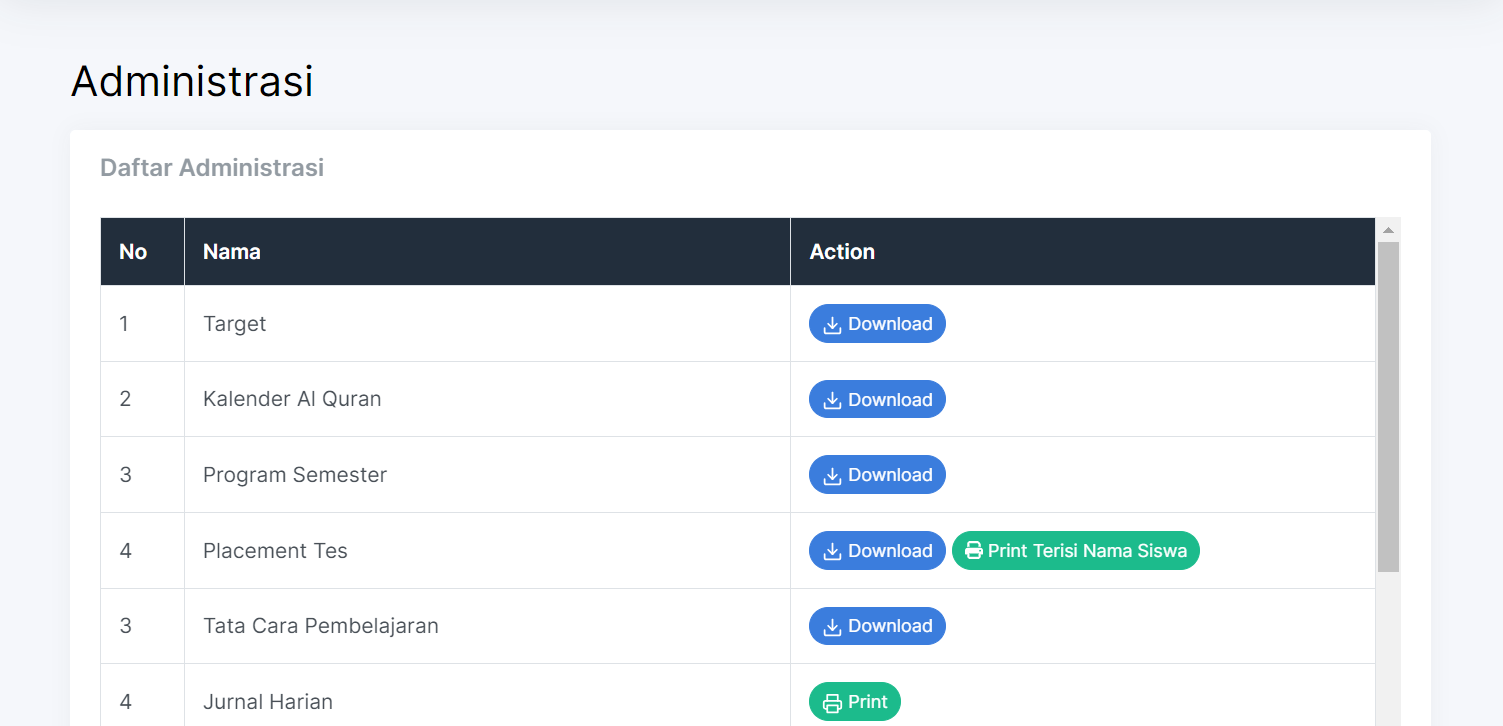 Administrasi
Daftar Administrasi
No Nama Action
1 Target Download
2 Kalender Al Quran Download
3 Program Semester Download
4 Placement Tes Download Print Terisi Nama Siswa
3 Tata Cara Pembelajaran Download
4 Jurnal Harian Print